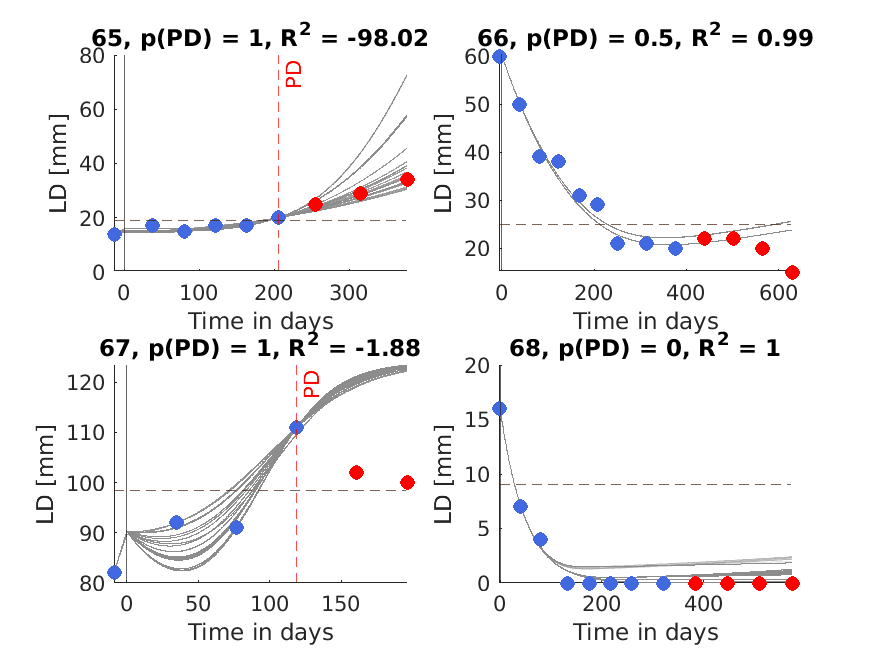 65, p(PD) = 1, R² = -98.02
80
60
40
20
0
LD [mm]
PD
0 100 200 300
Time in days
66, p(PD) = 0.5, R² = 0.99
60
50
40
30
20
LD [mm]
0 200 400 600
Time in days
67, p(PD) = 1, R² = -1.88
120
110
100
90
80
LD [mm]
PD
0 50 100 150
Time in days
68, p(PD) = 0, R² = 1
20
15
10
5
0
LD [mm]
0 200 400
Time in days